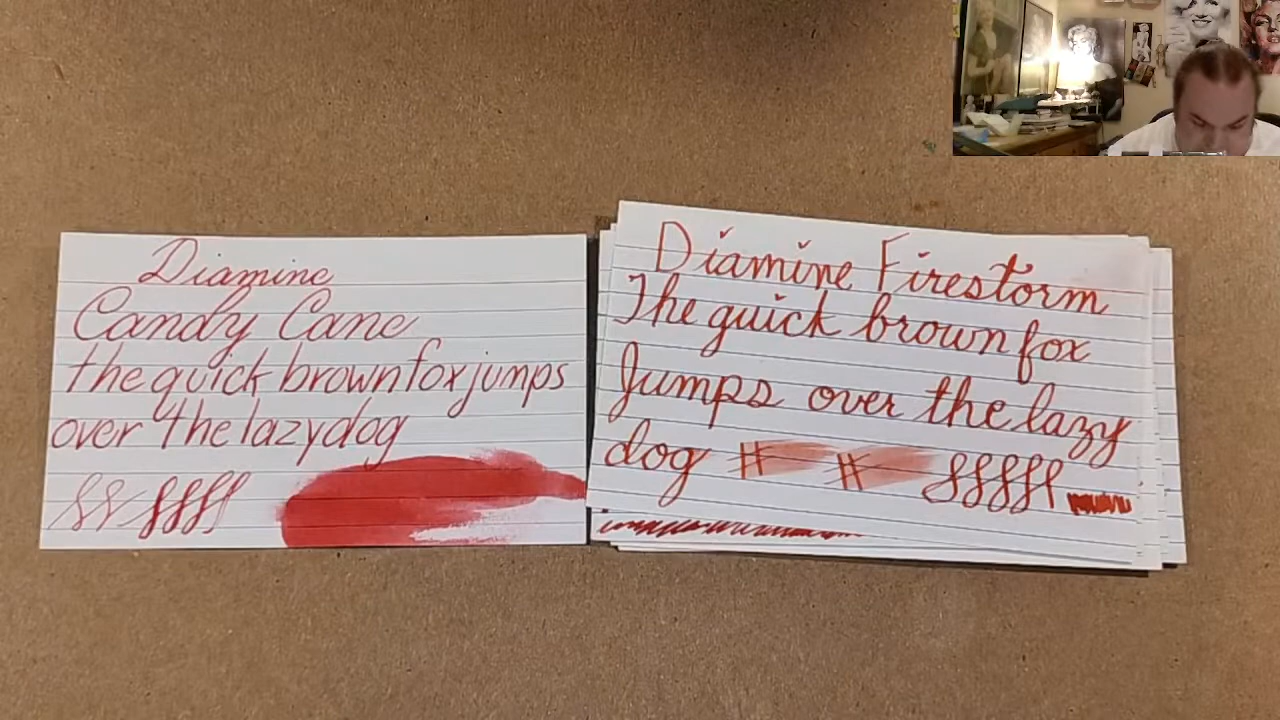 Diamine
Candy Cane
the quick brown fox jumps
over the lazy dog
Diamine Firestorm
The quick brown fox
Jumps over the lazy
dog # #